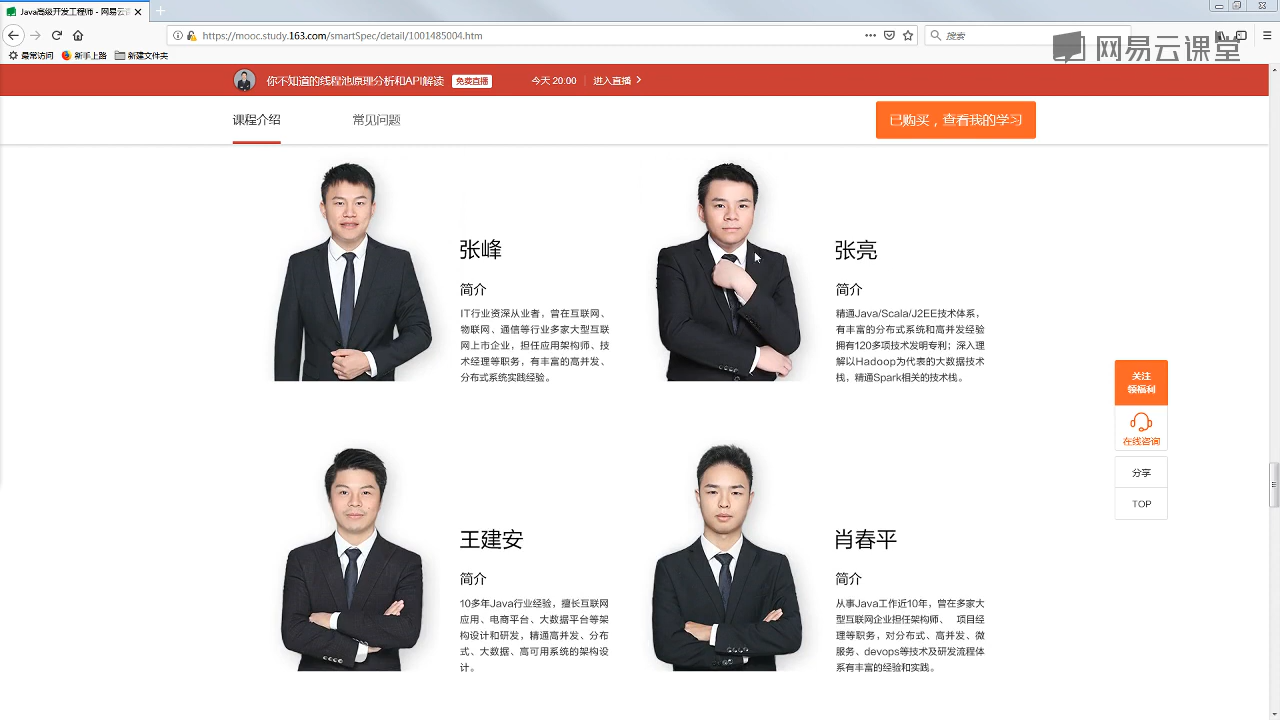 Java高级开发工程师 - 网易云课
https://mooc.study.163.com/smartSpec/detail/1001485004.htm
搜索
最常访问
新手上路
新建文件夹
网易云课堂
你不知道的线程池原理分析和API解读
免费直播
今天 20:00
进入直播
课程介绍
常见问题
已购买，查看我的学习
张峰
简介
IT行业资深从业者，曾在互联网、
物联网、通信等行业多家大型互联
网上市企业，担任应用架构师、技
术经理等职务，有丰富的高并发、
分布式系统实践经验。
张亮
简介
精通Java/Scala/J2EE技术体系，
有丰富的分布式系统和高并发经验
拥有120多项技术发明专利；深入理
解以Hadoop为代表的大数据技术
栈，精通Spark相关的技术栈。
关注
领福利
在线咨询
分享
TOP
王建安
简介
10多年Java行业经验，擅长互联网
应用、电商平台、大数据平台等架
构设计和研发，精通高并发、分布
式、大数据、高可用系统的架构设
计。
肖春平
简介
从事Java工作近10年，曾在多家大
型互联网企业担任架构师、 项目经
理等职务，对分布式、高并发、微
服务、devops等技术及研发流程体
系有丰富的经验和实践。